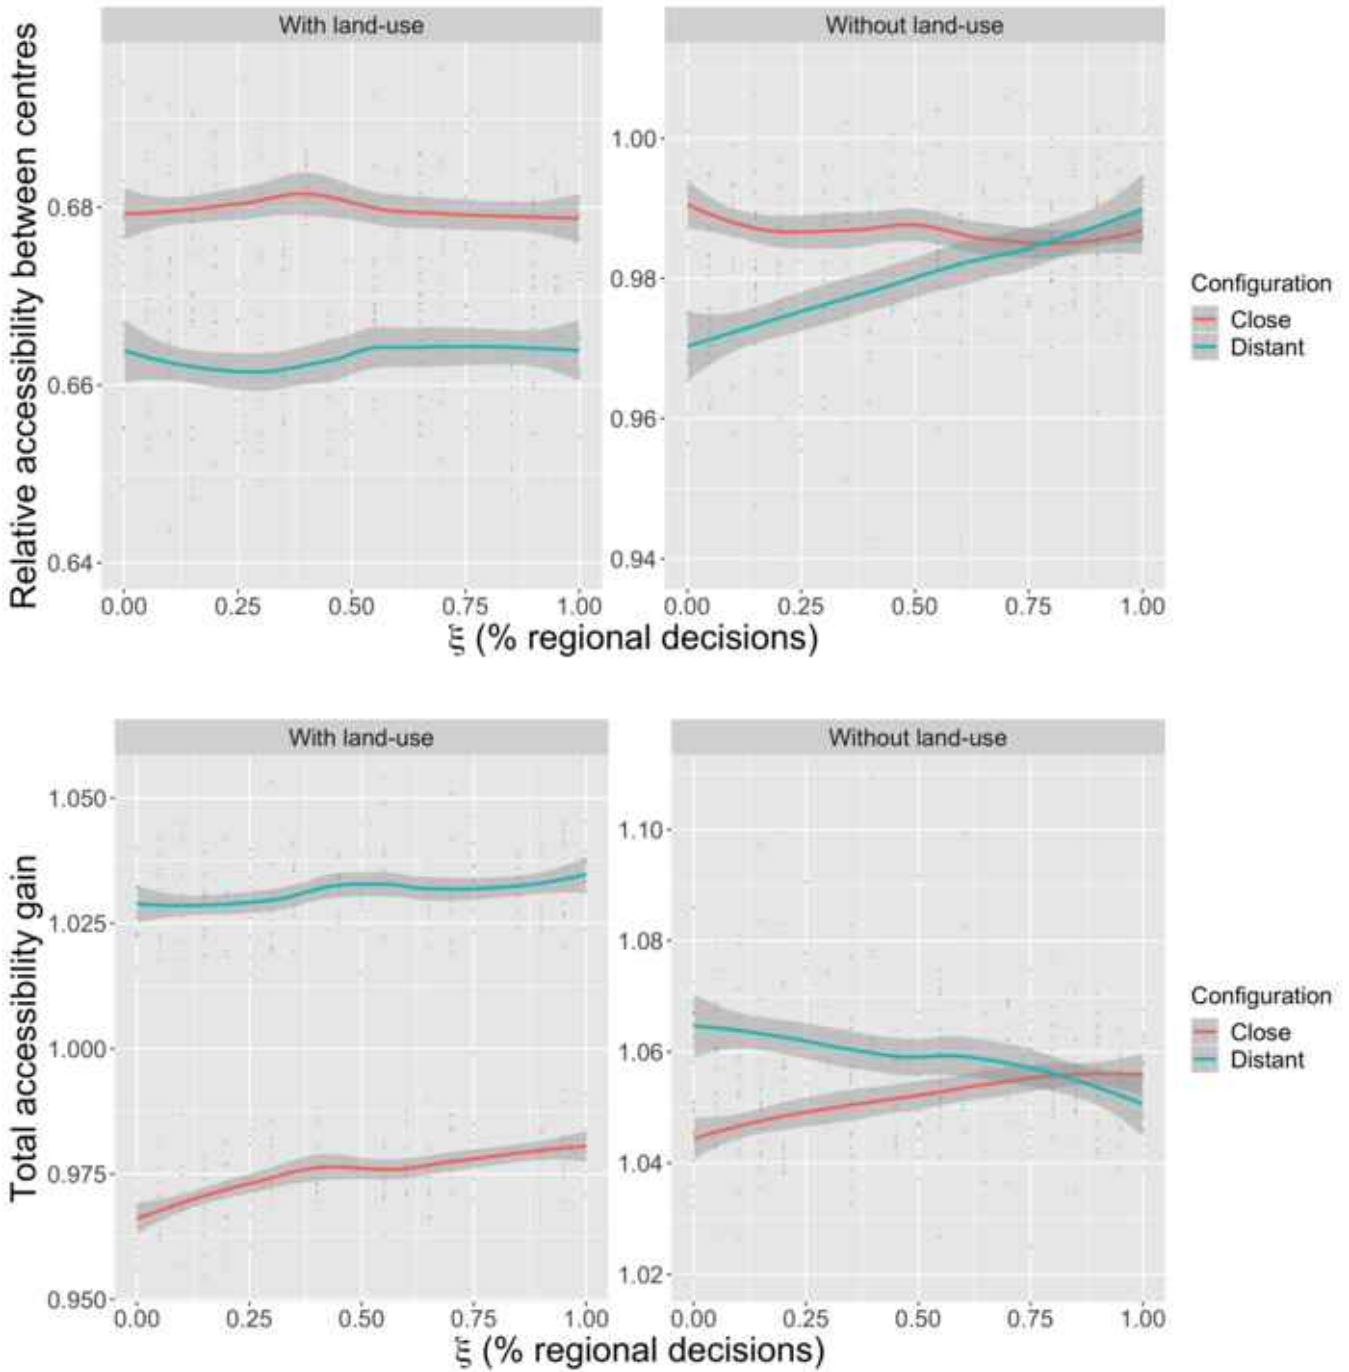 With land-use
Without land-use
Relative accessibility between centres
0.68
0.66
0.64
1.00
0.98
0.96
0.94
0.00 0.25 0.50 0.75 1.00
0.00 0.25 0.50 0.75 1.00
ξ (% regional decisions)
Configuration
Close
Distant
With land-use
Without land-use
Total accessibility gain
1.050
1.025
1.000
0.975
0.950
1.10
1.08
1.06
1.04
1.02
0.00 0.25 0.50 0.75 1.00
0.00 0.25 0.50 0.75 1.00
ξ (% regional decisions)
Configuration
Close
Distant